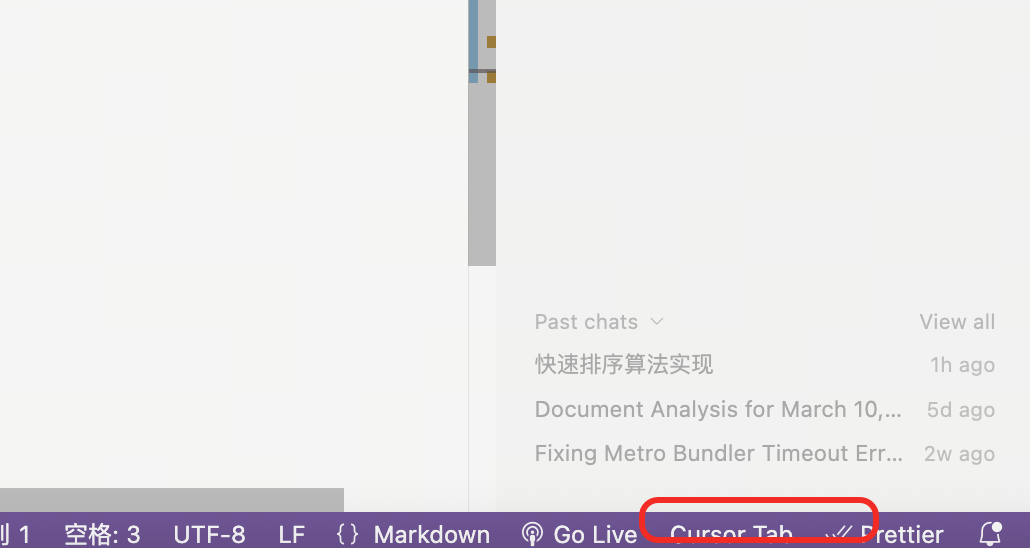 Past chats View all
快速排序算法实现 1h ago
Document Analysis for March 10,... 5d ago
Fixing Metro Bundler Timeout Err... 2w ago
列 1 空格: 3 UTF-8 LF {} Markdown Go Live Cursor Tab Prettier